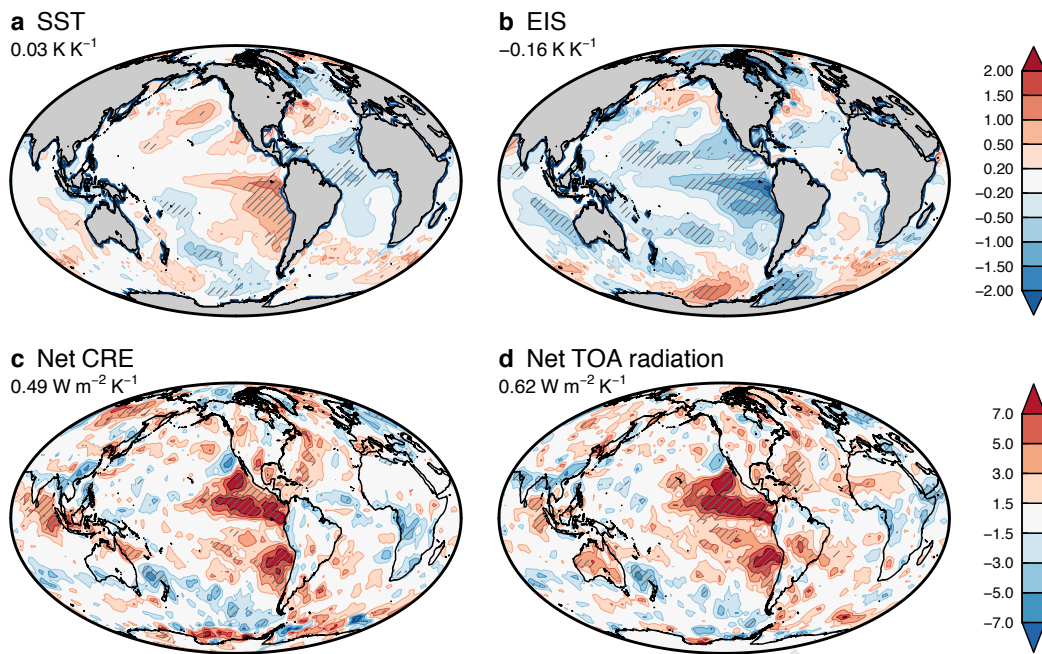 a SST
0.03 K K⁻¹
b EIS
−0.16 K K⁻¹
2.00
1.50
1.00
0.50
0.20
−0.20
−0.50
−1.00
−1.50
−2.00
c Net CRE
0.49 W m⁻² K⁻¹
d Net TOA radiation
0.62 W m⁻² K⁻¹
7.0
5.0
3.0
1.5
−1.5
−3.0
−5.0
−7.0